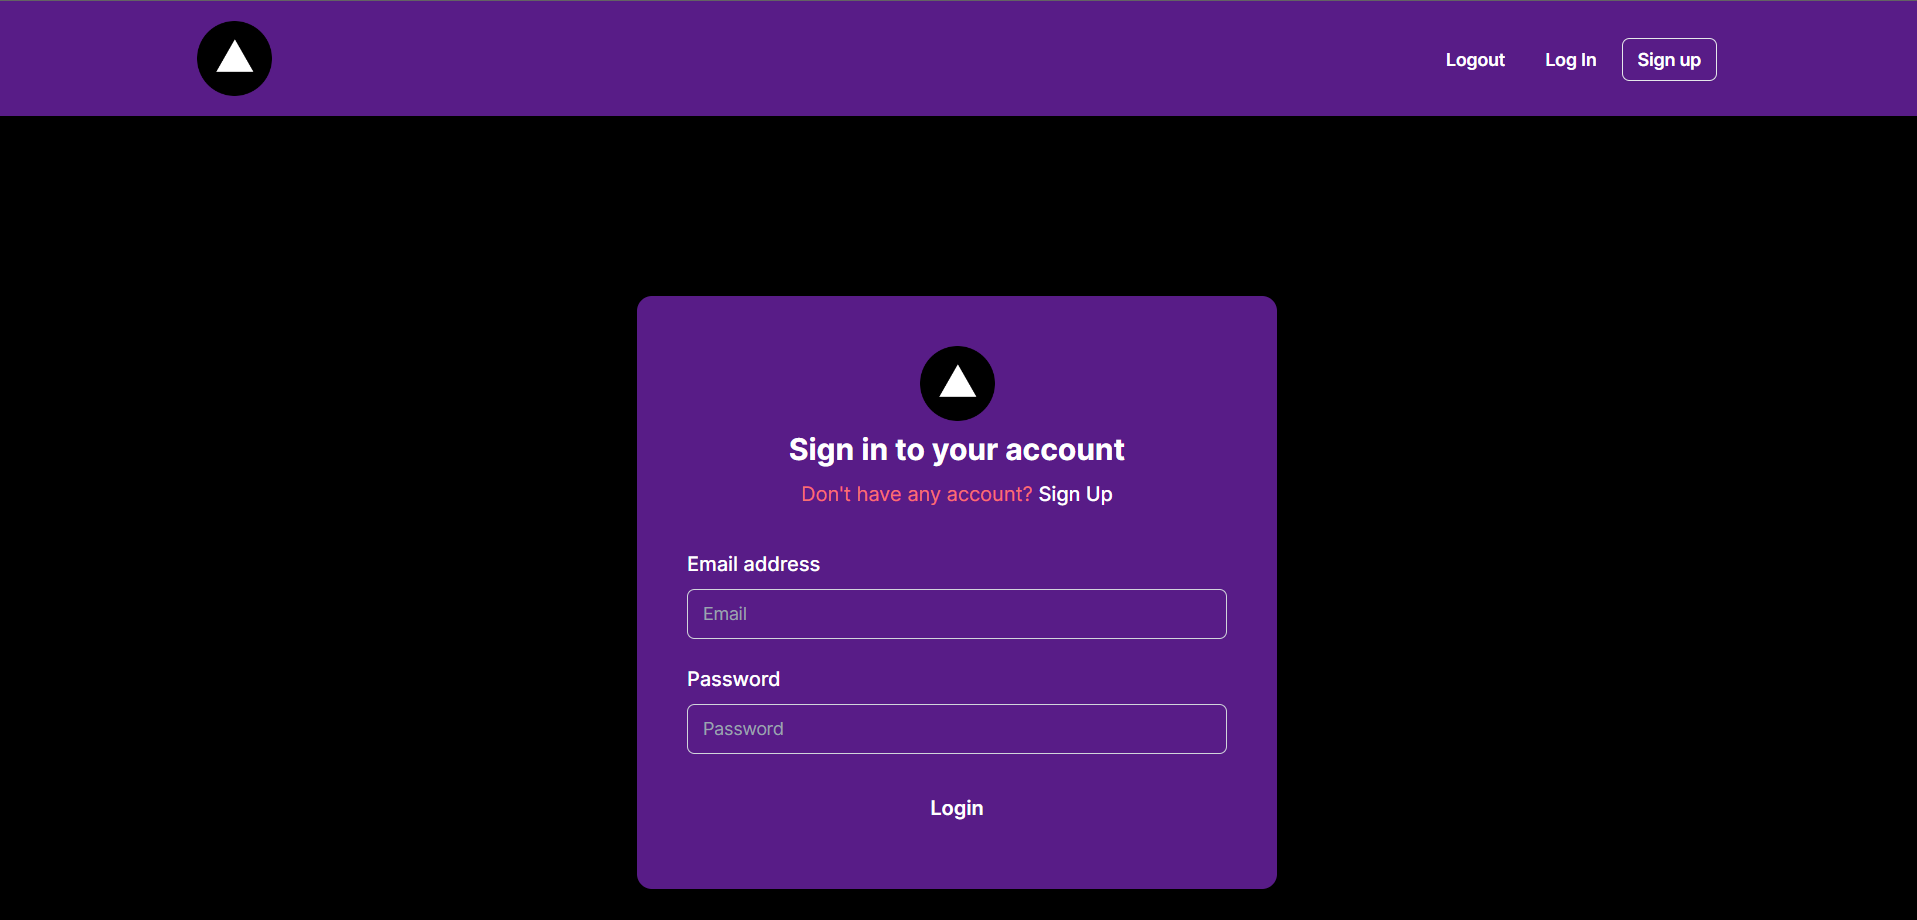 Logout Log In Sign up
Sign in to your account
Don't have any account? Sign Up
Email address
Email
Password
Password
Login